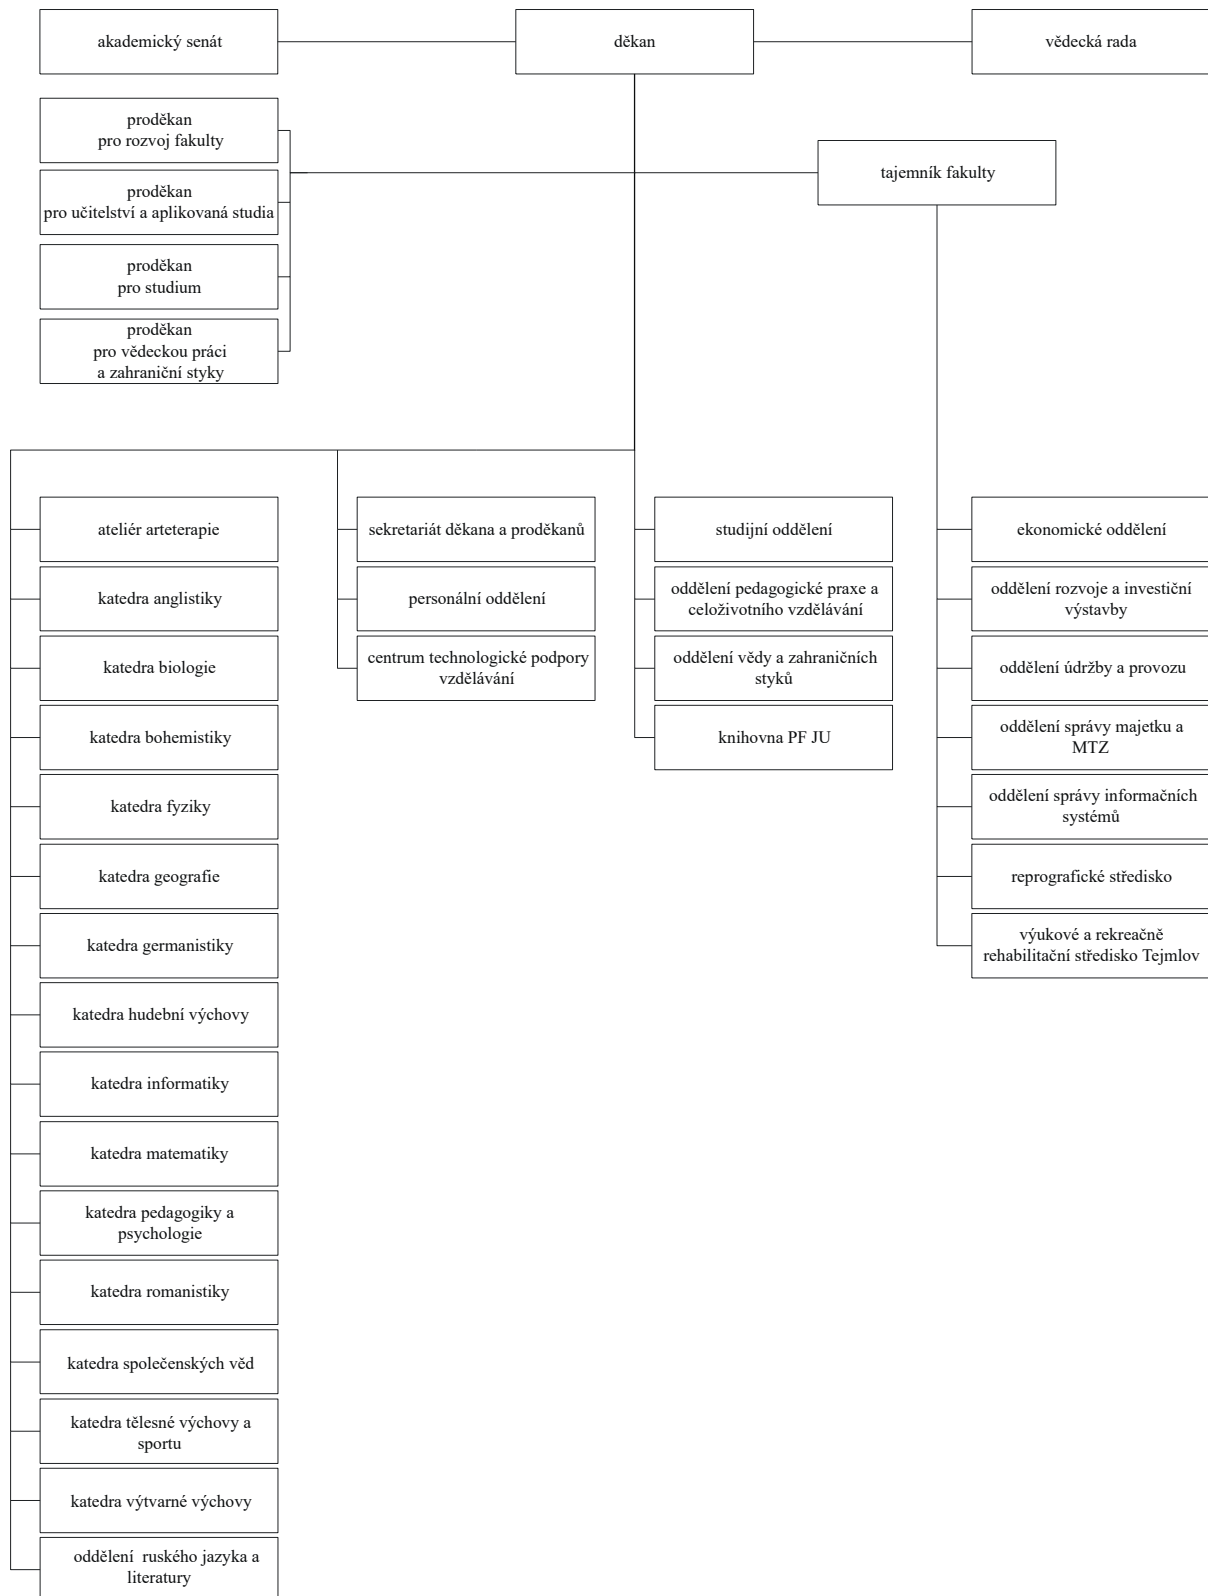 akademický senát
děkan
vědecká rada
proděkan
pro rozvoj fakulty
tajemník fakulty
proděkan
pro učitelství a aplikovaná studia
proděkan
pro studium
proděkan
pro vědeckou práci
a zahraniční styky
ateliér arteterapie
katedra anglistiky
katedra biologie
katedra bohemistiky
katedra fyziky
katedra geografie
katedra germanistiky
katedra hudební výchovy
katedra informatiky
katedra matematiky
katedra pedagogiky a
psychologie
katedra romanistiky
katedra společenských věd
katedra tělesné výchovy a
sportu
katedra výtvarné výchovy
oddělení ruského jazyka a
literatury
sekretariát děkana a proděkanů
personální oddělení
centrum technologické podpory
vzdělávání
studijní oddělení
oddělení pedagogické praxe a
celoživotního vzdělávání
oddělení vědy a zahraničních
styků
knihovna PF JU
ekonomické oddělení
oddělení rozvoje a investiční
výstavby
oddělení údržby a provozu
oddělení správy majetku a
MTZ
oddělení správy informačních
systémů
reprografické středisko
výukové a rekreačně
rehabilitační středisko Tejmlov